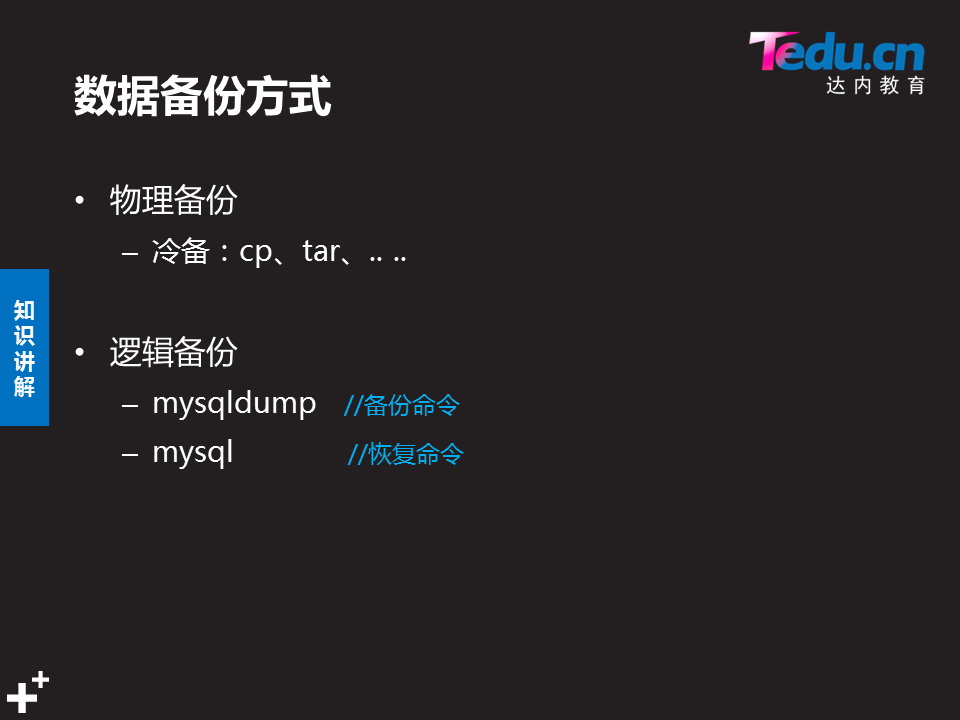 Tedu.cn
达内教育
数据备份方式
• 物理备份
– 冷备：cp、tar、.. ..
知识讲解
• 逻辑备份
– mysqldump //备份命令
– mysql //恢复命令